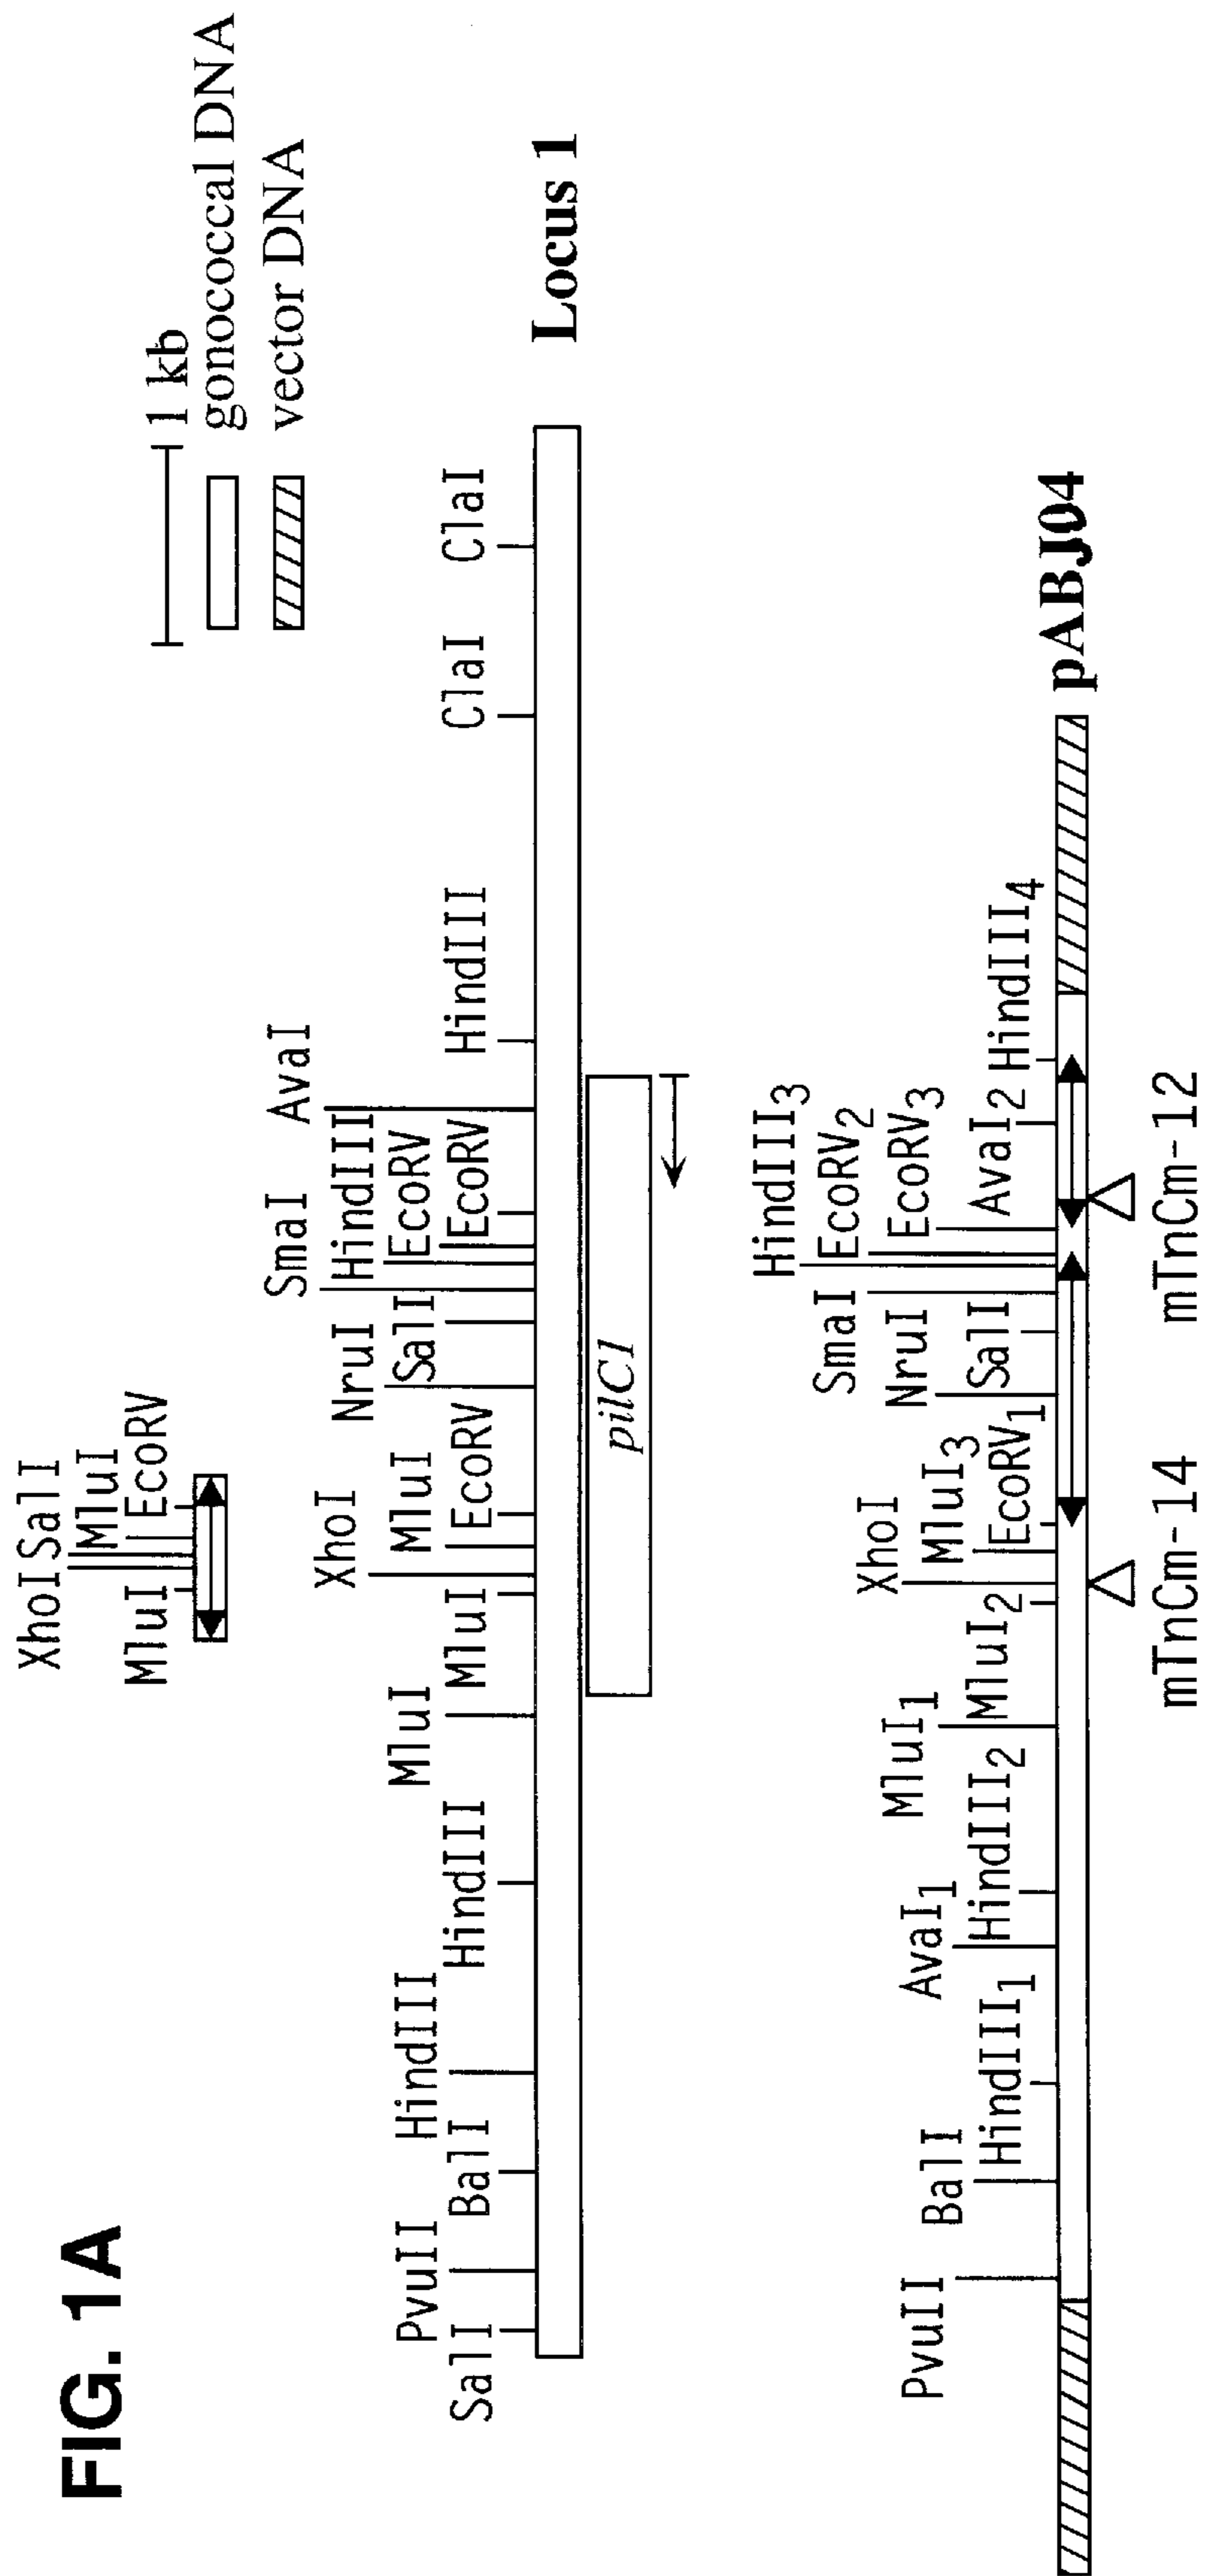 FIG. 1A
1 kb
gonococcal DNA
vector DNA
XhoI SalI
MluI
MluI EcoRV
SmaI AvaI
XhoI NruI HindIII
PvuII HindIII MluI MluI SalI EcoRV
SalI BalI HindIII MluI EcoRV EcoRV HindIII ClaI ClaI
Locus 1
pilC1
HindIII3
SmaI EcoRV2
XhoI NruI EcoRV3
PvuII BalI AvaI1 MluI1 MluI3
HindIII1 HindIII2 MluI2 EcoRV1 SalI AvaI2 HindIII4
pABJ04
mTnCm-14 mTnCm-12